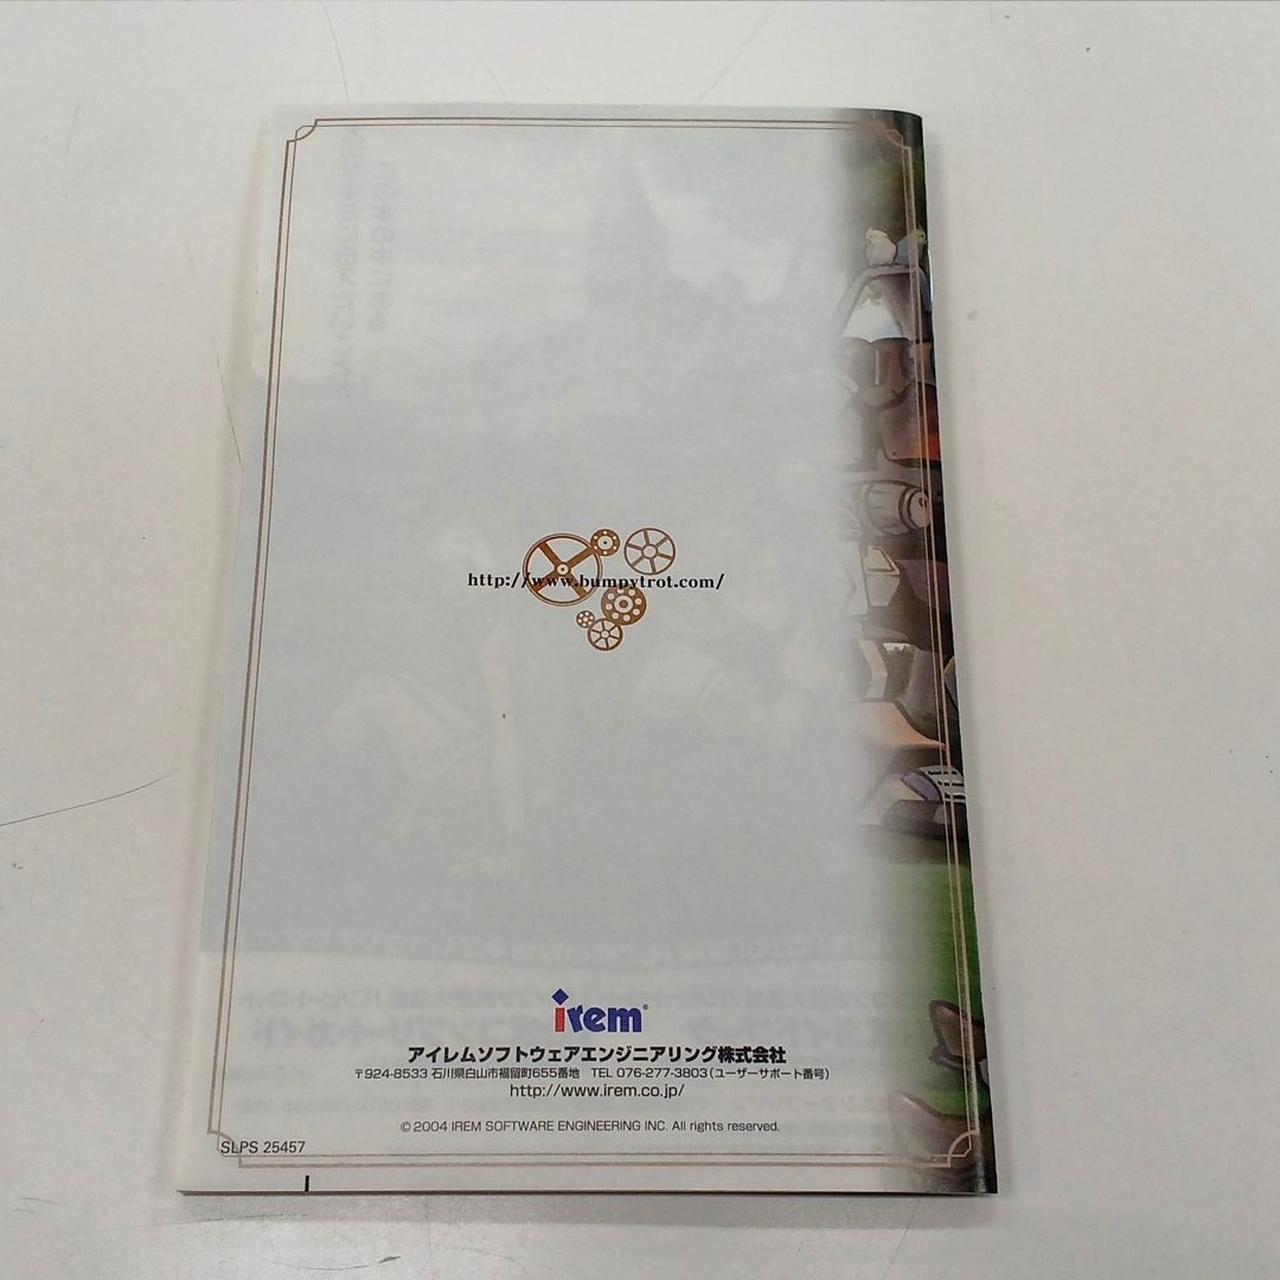 http://www.bumpytrot.com/
irem®
アイレムソフトウェアエンジニアリング株式会社
〒924-8533 石川県白山市福留町655番地 TEL 076-277-3803(ユーザーサポート番号)
http://www.irem.co.jp/
© 2004 IREM SOFTWARE ENGINEERING INC. All rights reserved.
SLPS 25457